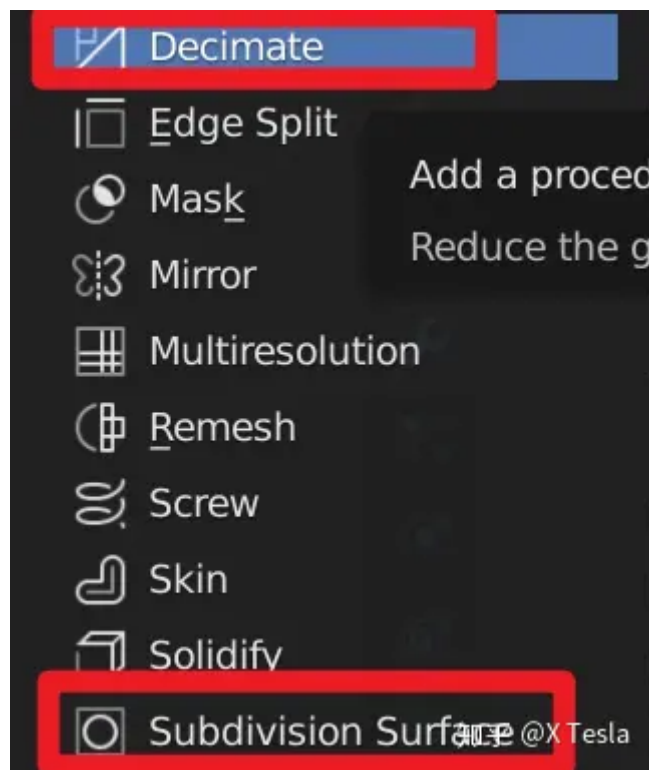 Decimate
Edge Split
Add a proced
Mask
Reduce the g
Mirror
Multiresolution
Remesh
Screw
Skin
Solidify
Subdivision Surface
知乎 @X Tesla